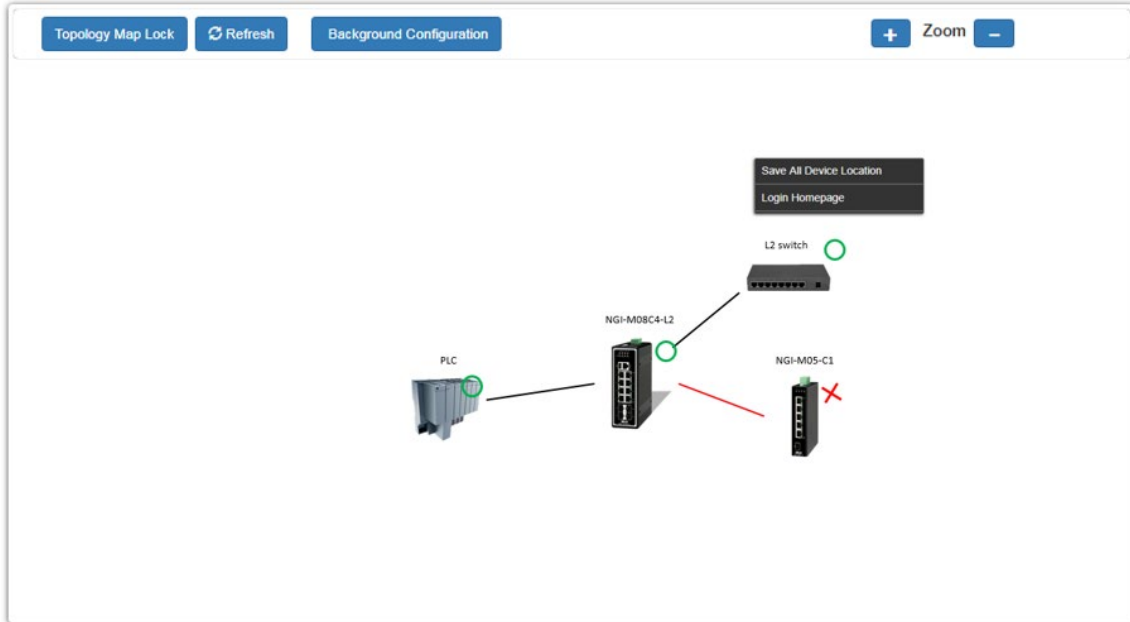 Topology Map Lock Refresh Background Configuration + Zoom −
Save All Device Location
Login Homepage
L2 switch
NGI-M08C4-L2
PLC
NGI-M05-C1